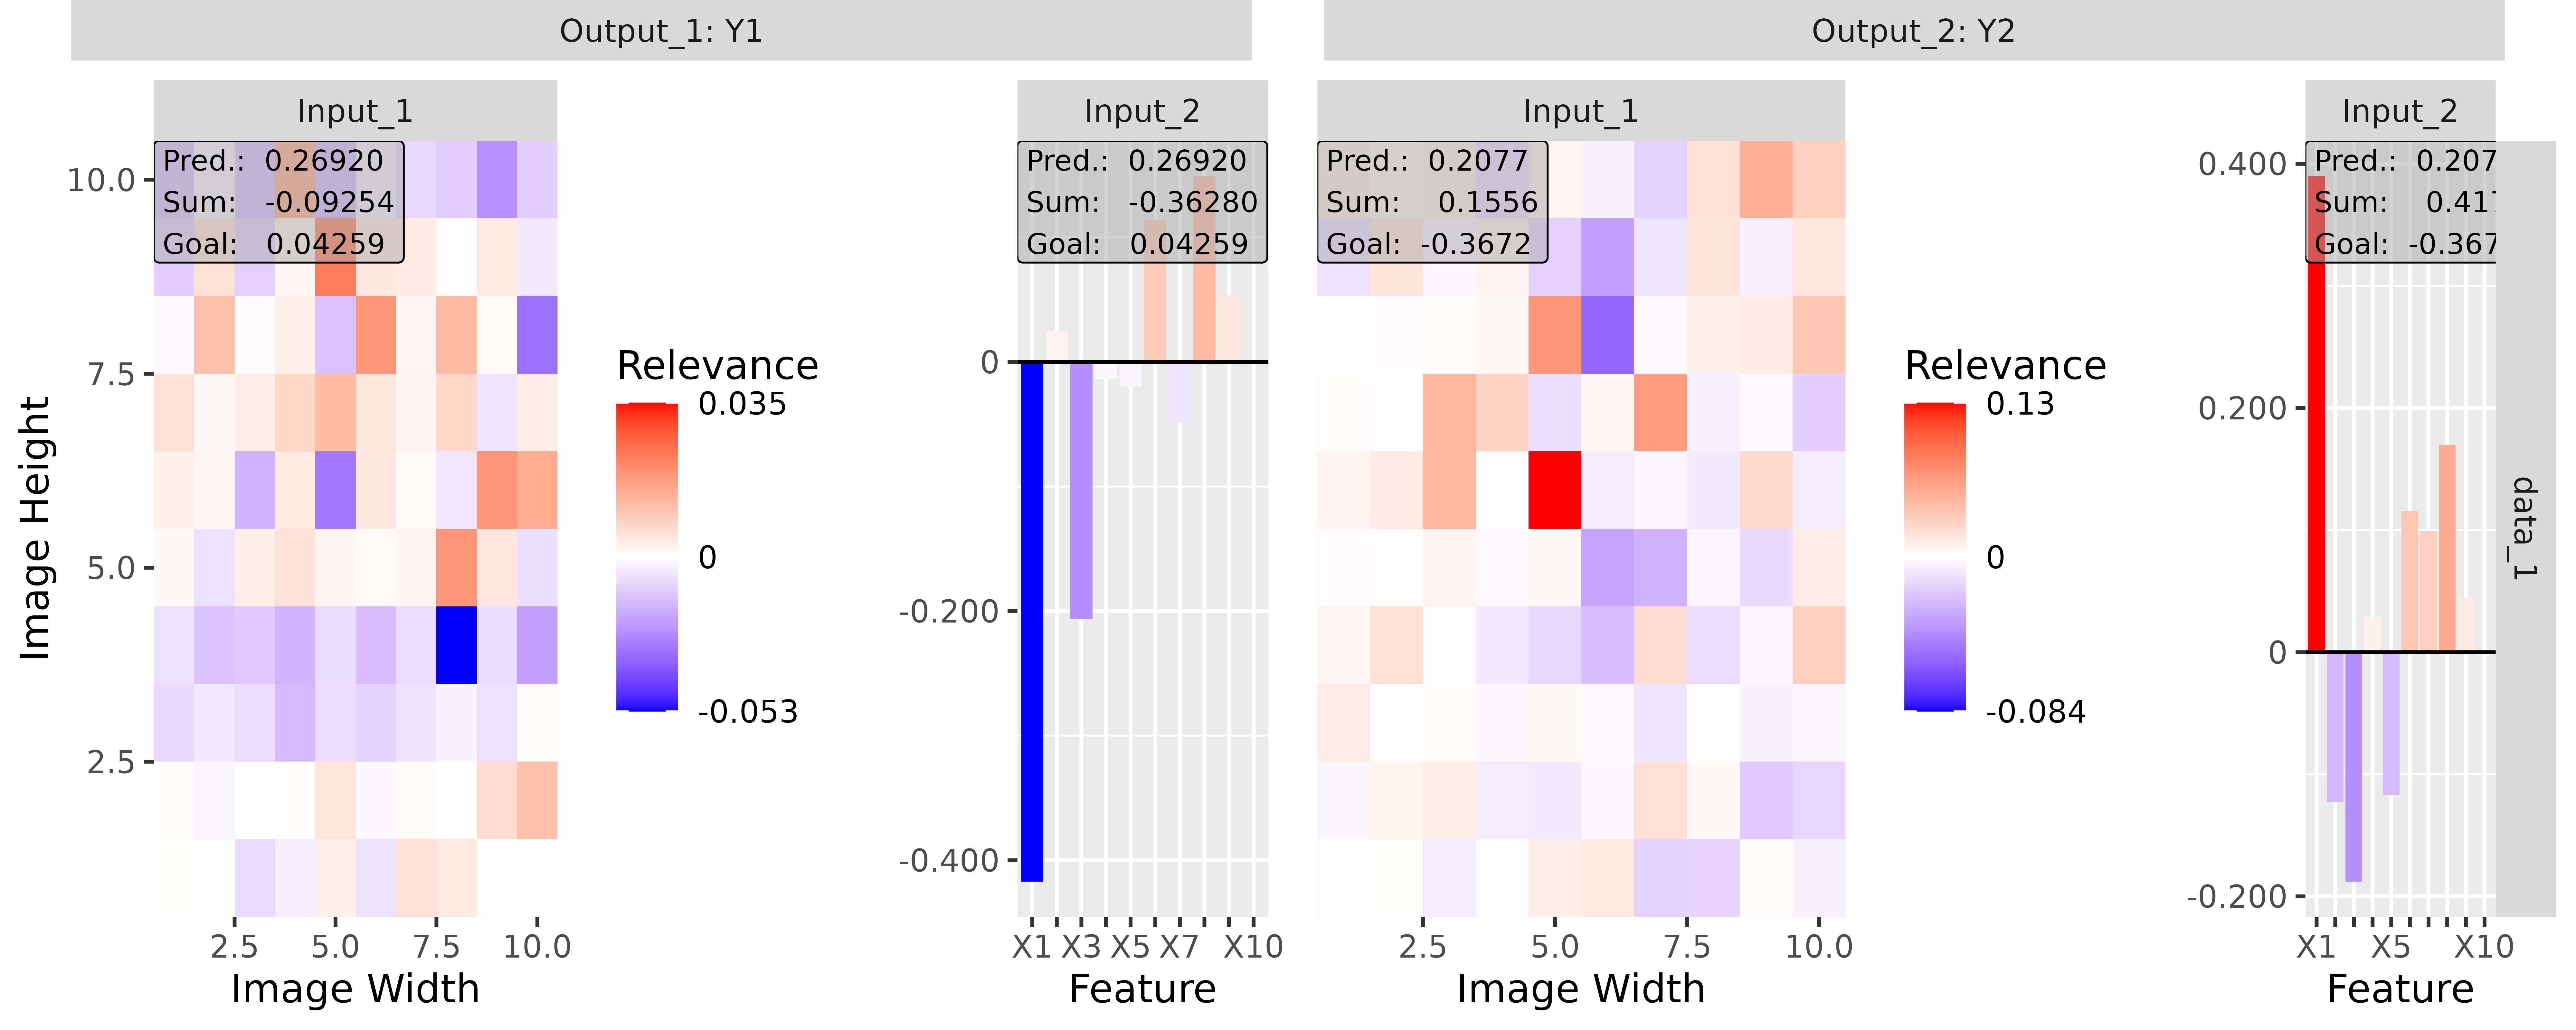 Output_1: Y1
Output_2: Y2
Input_1
Input_2
Input_1
Input_2
Pred.: 0.26920
Sum: -0.09254
Goal: 0.04259
Pred.: 0.26920
Sum: -0.36280
Goal: 0.04259
Pred.: 0.2077
Sum: 0.1556
Goal: -0.3672
Pred.: 0.207
Sum: 0.417
Goal: -0.367
Image Height
10.0
7.5
5.0
2.5
2.5 5.0 7.5 10.0
Image Width
Relevance
0.035
0
-0.053
0
-0.200
-0.400
X1 X3 X5 X7 X10
Feature
2.5 5.0 7.5 10.0
Image Width
Relevance
0.13
0
-0.084
0.400
0.200
0
-0.200
X1 X5 X10
Feature
data_1